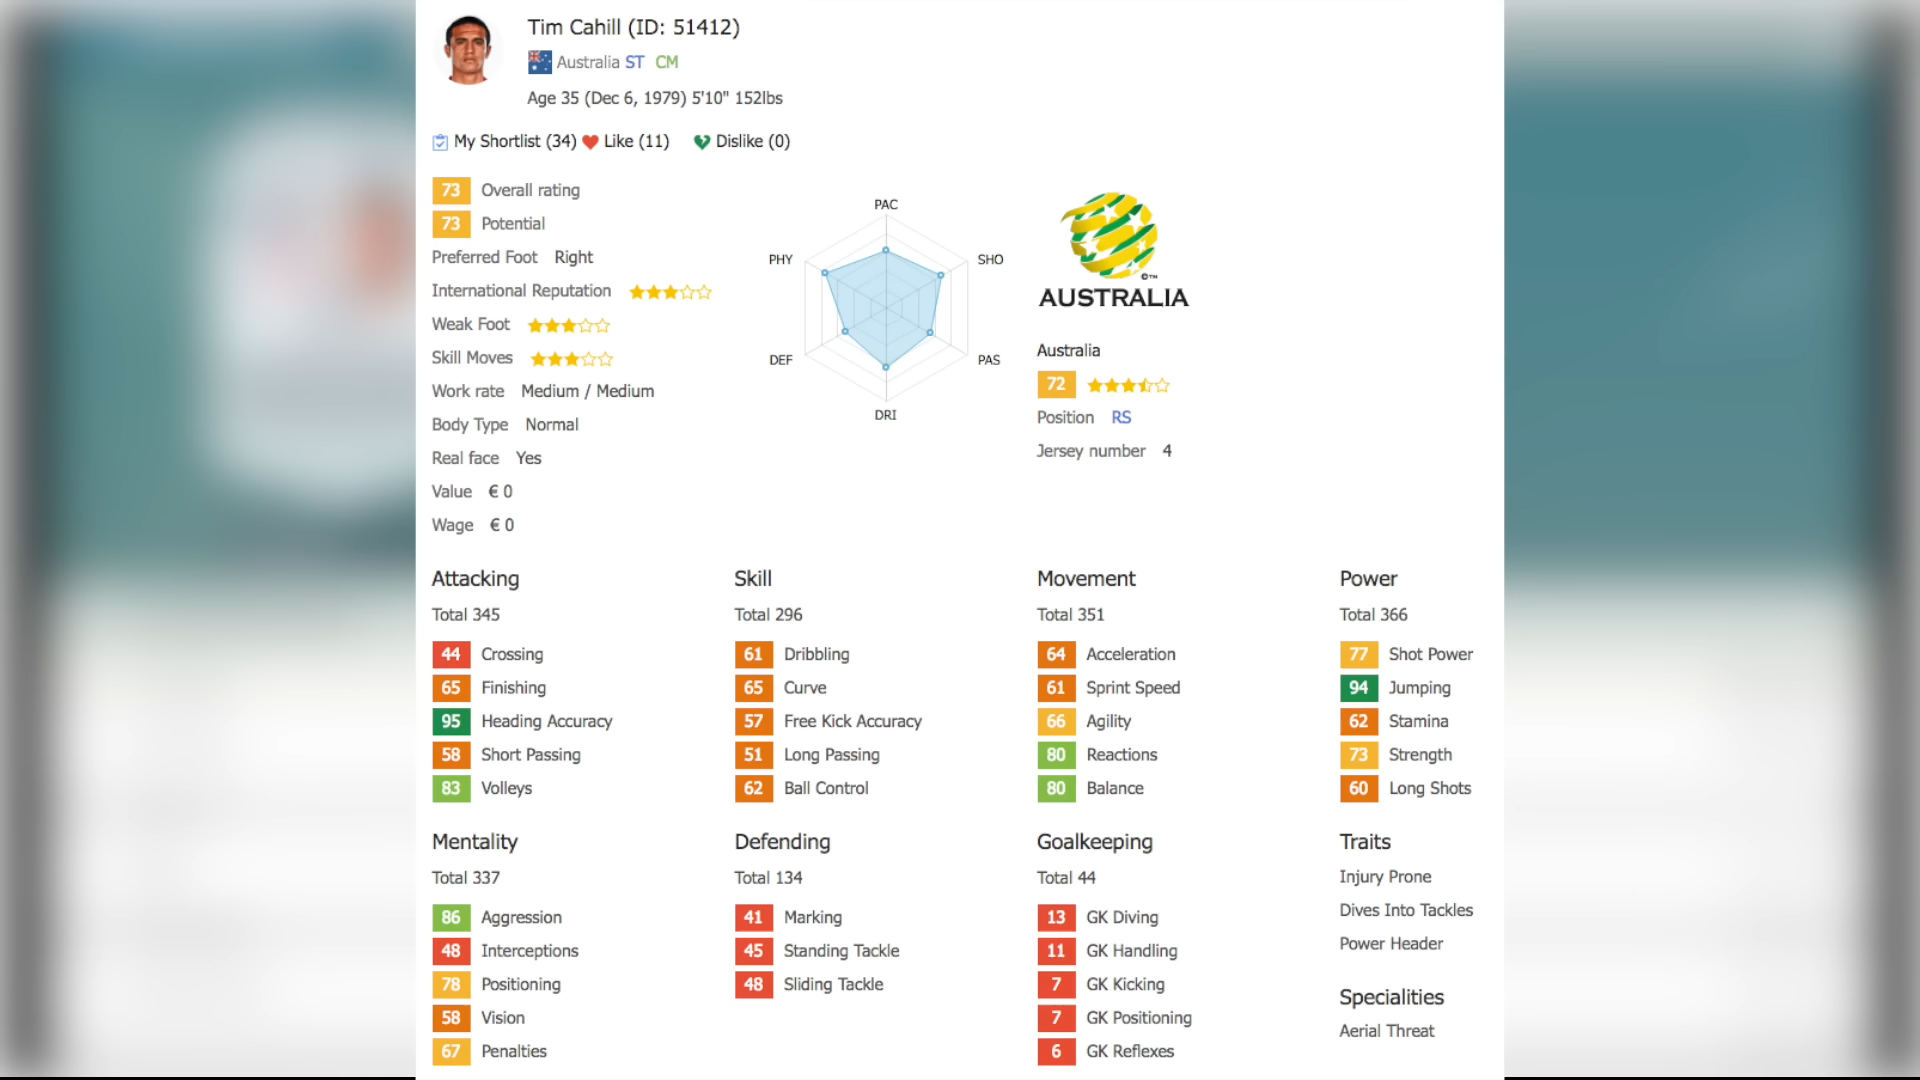 Tim Cahill (ID: 51412)
Australia ST CM
Age 35 (Dec 6, 1979) 5'10" 152lbs
My Shortlist (34) Like (11) Dislike (0)
73 Overall rating
73 Potential
Preferred Foot Right
International Reputation
Weak Foot
Skill Moves
Work rate Medium / Medium
Body Type Normal
Real face Yes
Value € 0
Wage € 0
PAC
SHO
PAS
DRI
DEF
PHY
©™
AUSTRALIA
Australia
72
Position RS
Jersey number 4
Attacking
Total 345
44 Crossing
65 Finishing
95 Heading Accuracy
58 Short Passing
83 Volleys
Skill
Total 296
61 Dribbling
65 Curve
57 Free Kick Accuracy
51 Long Passing
62 Ball Control
Movement
Total 351
64 Acceleration
61 Sprint Speed
66 Agility
80 Reactions
80 Balance
Power
Total 366
77 Shot Power
94 Jumping
62 Stamina
73 Strength
60 Long Shots
Mentality
Total 337
86 Aggression
48 Interceptions
78 Positioning
58 Vision
67 Penalties
Defending
Total 134
41 Marking
45 Standing Tackle
48 Sliding Tackle
Goalkeeping
Total 44
13 GK Diving
11 GK Handling
7 GK Kicking
7 GK Positioning
6 GK Reflexes
Traits
Injury Prone
Dives Into Tackles
Power Header
Specialities
Aerial Threat